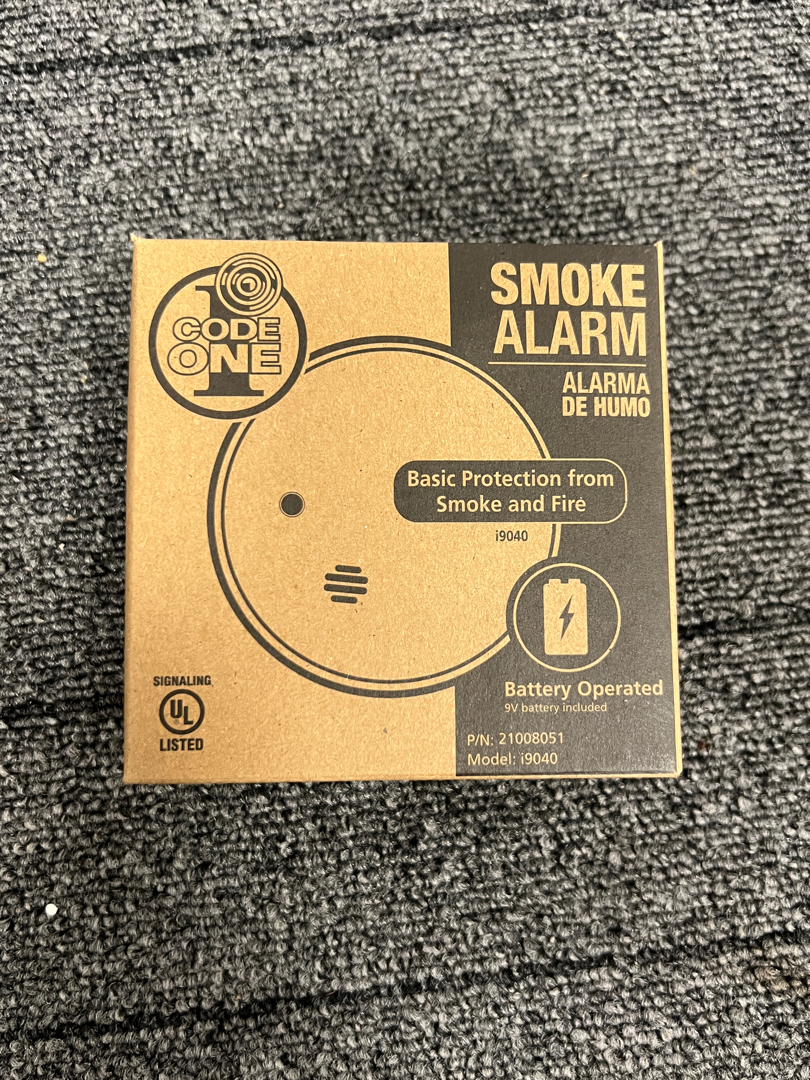 1
CODE
ONE
SMOKE
ALARM
ALARMA
DE HUMO
Basic Protection from
Smoke and Fire
i9040
Battery Operated
9V battery included
SIGNALING
UL
LISTED
P/N: 21008051
Model: i9040